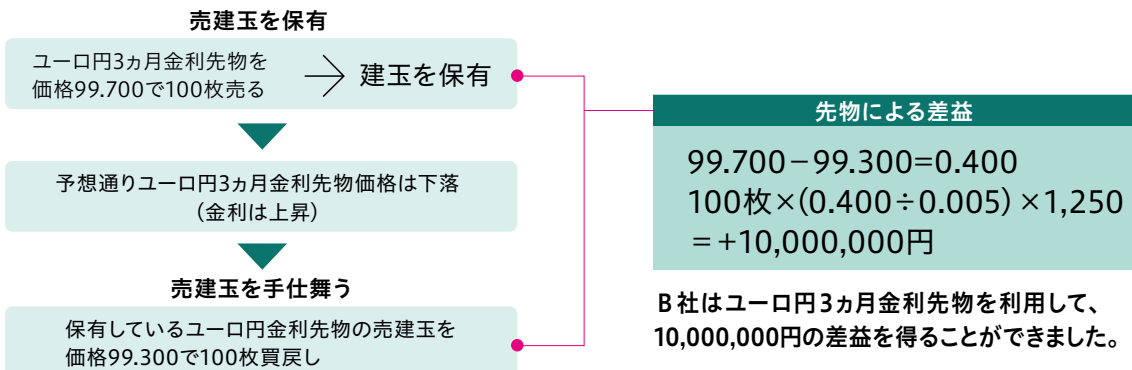 売建玉を保有
ユーロ円3ヵ月金利先物を
価格99.700で100枚売る
建玉を保有
予想通りユーロ円3ヵ月金利先物価格は下落
(金利は上昇)
売建玉を手仕舞う
保有しているユーロ円金利先物の売建玉を
価格99.300で100枚買戻し
先物による差益
99.700−99.300=0.400
100枚×(0.400÷0.005)×1,250
=+10,000,000円
B社はユーロ円3ヵ月金利先物を利用して、
10,000,000円の差益を得ることができました。